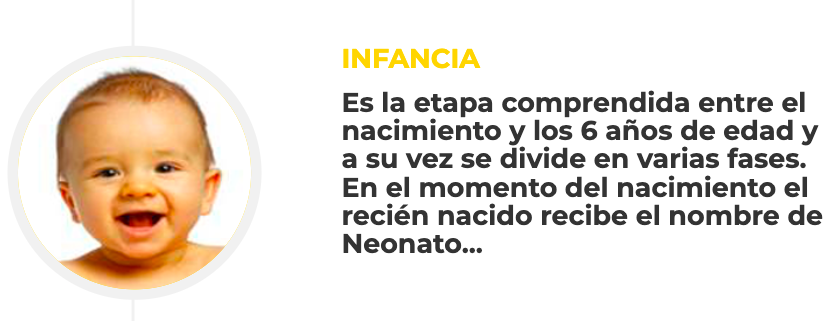 INFANCIA
Es la etapa comprendida entre el
nacimiento y los 6 años de edad y
a su vez se divide en varias fases.
En el momento del nacimiento el
recién nacido recibe el nombre de
Neonato...